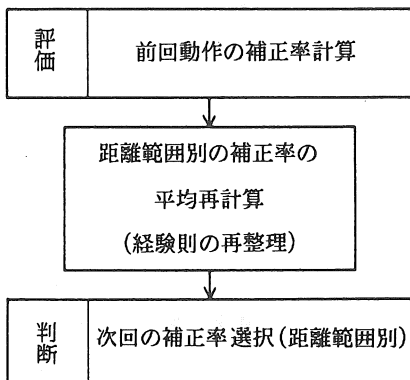 評価
前回動作の補正率計算
距離範囲別の補正率の
平均再計算
(経験則の再整理)
判断
次回の補正率選択(距離範囲別)